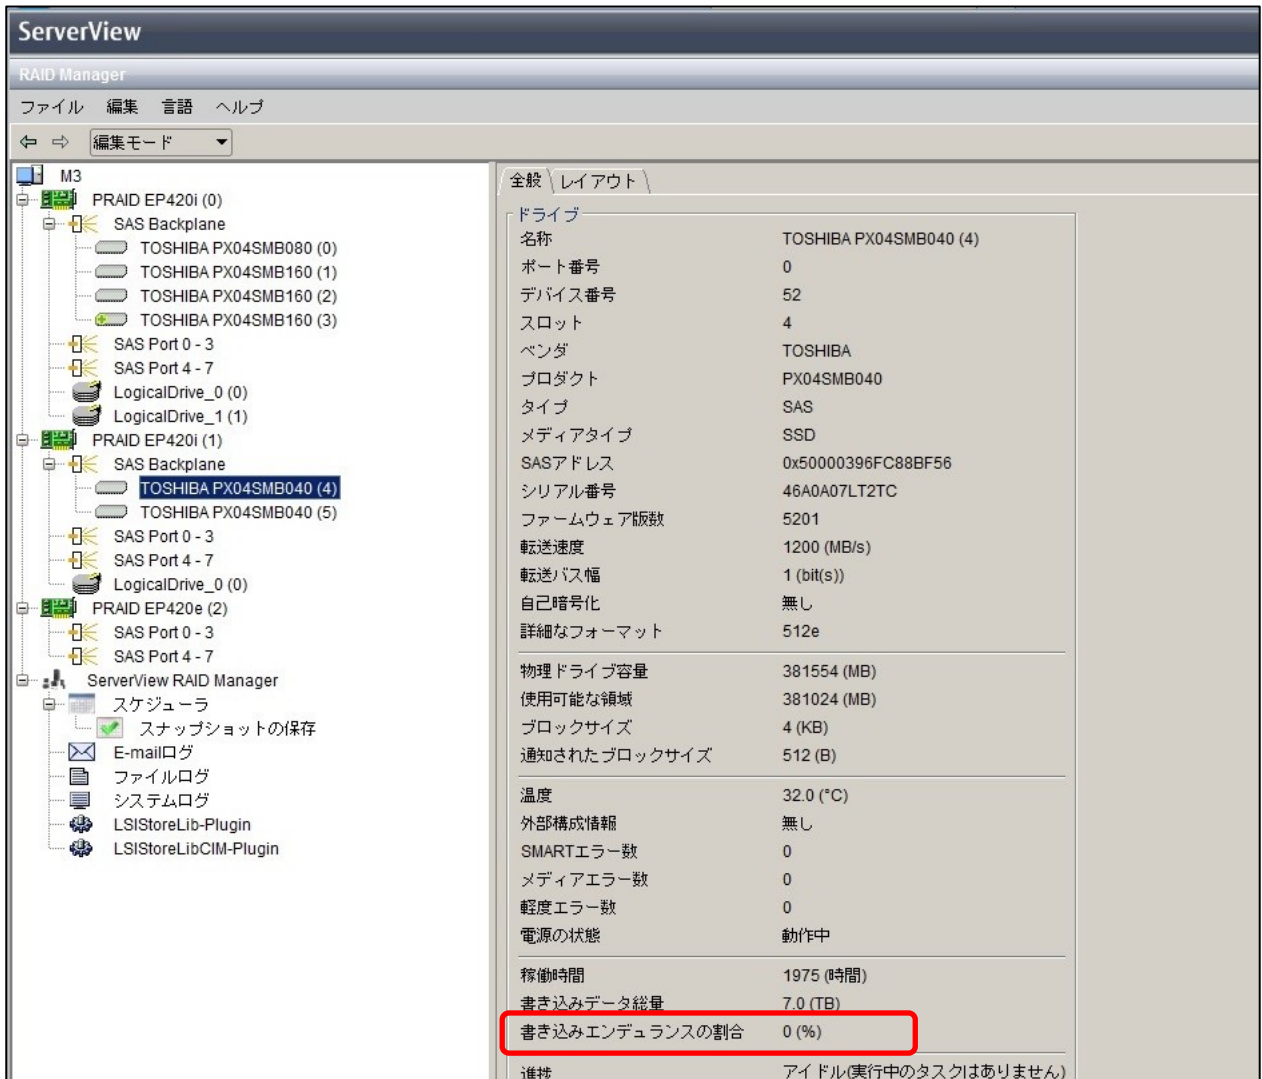 ServerView
RAID Manager
ファイル 編集 言語 ヘルプ
編集モード
M3
PRAID EP420i (0)
SAS Backplane
TOSHIBA PX04SMB080 (0)
TOSHIBA PX04SMB160 (1)
TOSHIBA PX04SMB160 (2)
TOSHIBA PX04SMB160 (3)
SAS Port 0 - 3
SAS Port 4 - 7
LogicalDrive_0 (0)
LogicalDrive_1 (1)
PRAID EP420i (1)
SAS Backplane
TOSHIBA PX04SMB040 (4)
TOSHIBA PX04SMB040 (5)
SAS Port 0 - 3
SAS Port 4 - 7
LogicalDrive_0 (0)
PRAID EP420e (2)
SAS Port 0 - 3
SAS Port 4 - 7
ServerView RAID Manager
スケジューラ
スナップショットの保存
E-mailログ
ファイルログ
システムログ
LSIStoreLib-Plugin
LSIStoreLibCIM-Plugin
全般 レイアウト
ドライブ
名称 TOSHIBA PX04SMB040 (4)
ポート番号 0
デバイス番号 52
スロット 4
ベンダ TOSHIBA
プロダクト PX04SMB040
タイプ SAS
メディアタイプ SSD
SASアドレス 0x50000396FC88BF56
シリアル番号 46A0A07LT2TC
ファームウェア版数 5201
転送速度 1200 (MB/s)
転送バス幅 1 (bit(s))
自己暗号化 無し
詳細なフォーマット 512e
物理ドライブ容量 381554 (MB)
使用可能な領域 381024 (MB)
ブロックサイズ 4 (KB)
通知されたブロックサイズ 512 (B)
温度 32.0 (°C)
外部構成情報 無し
SMARTエラー数 0
メディアエラー数 0
軽度エラー数 0
電源の状態 動作中
稼働時間 1975 (時間)
書き込みデータ総量 7.0 (TB)
書き込みエンデュランスの割合 0 (%)
進捗 アイドル(実行中のタスクはありません)